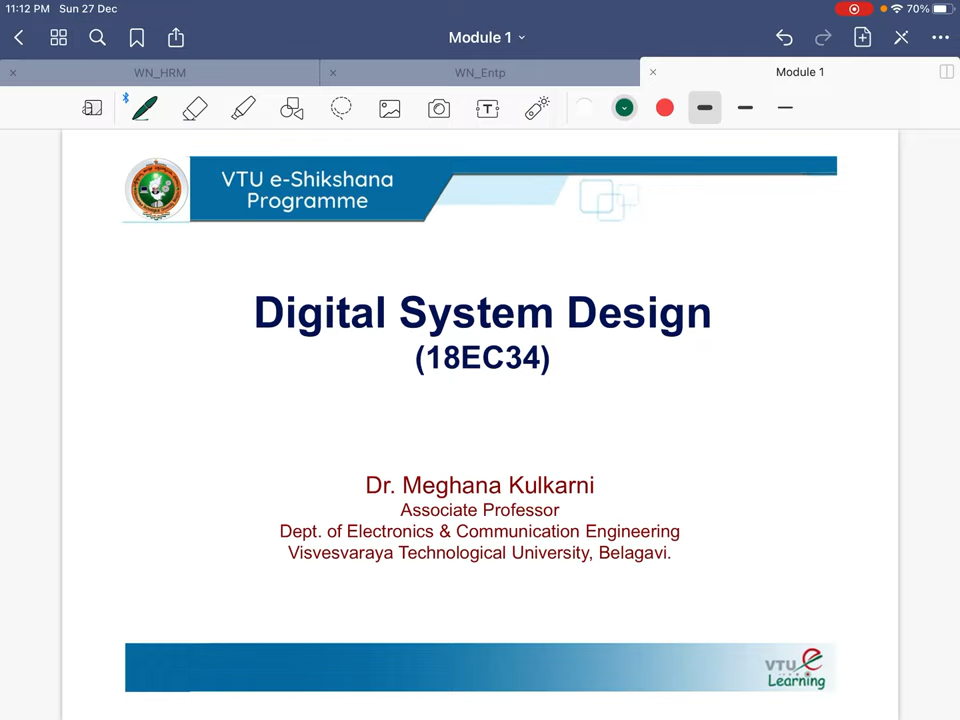 11:12 PM Sun 27 Dec
70%
Module 1
WN_HRM
WN_Entp
Module 1
T
VTU e-Shikshana
Programme
Digital System Design
(18EC34)
Dr. Meghana Kulkarni
Associate Professor
Dept. of Electronics & Communication Engineering
Visvesvaraya Technological University, Belagavi.
VTU e
Learning